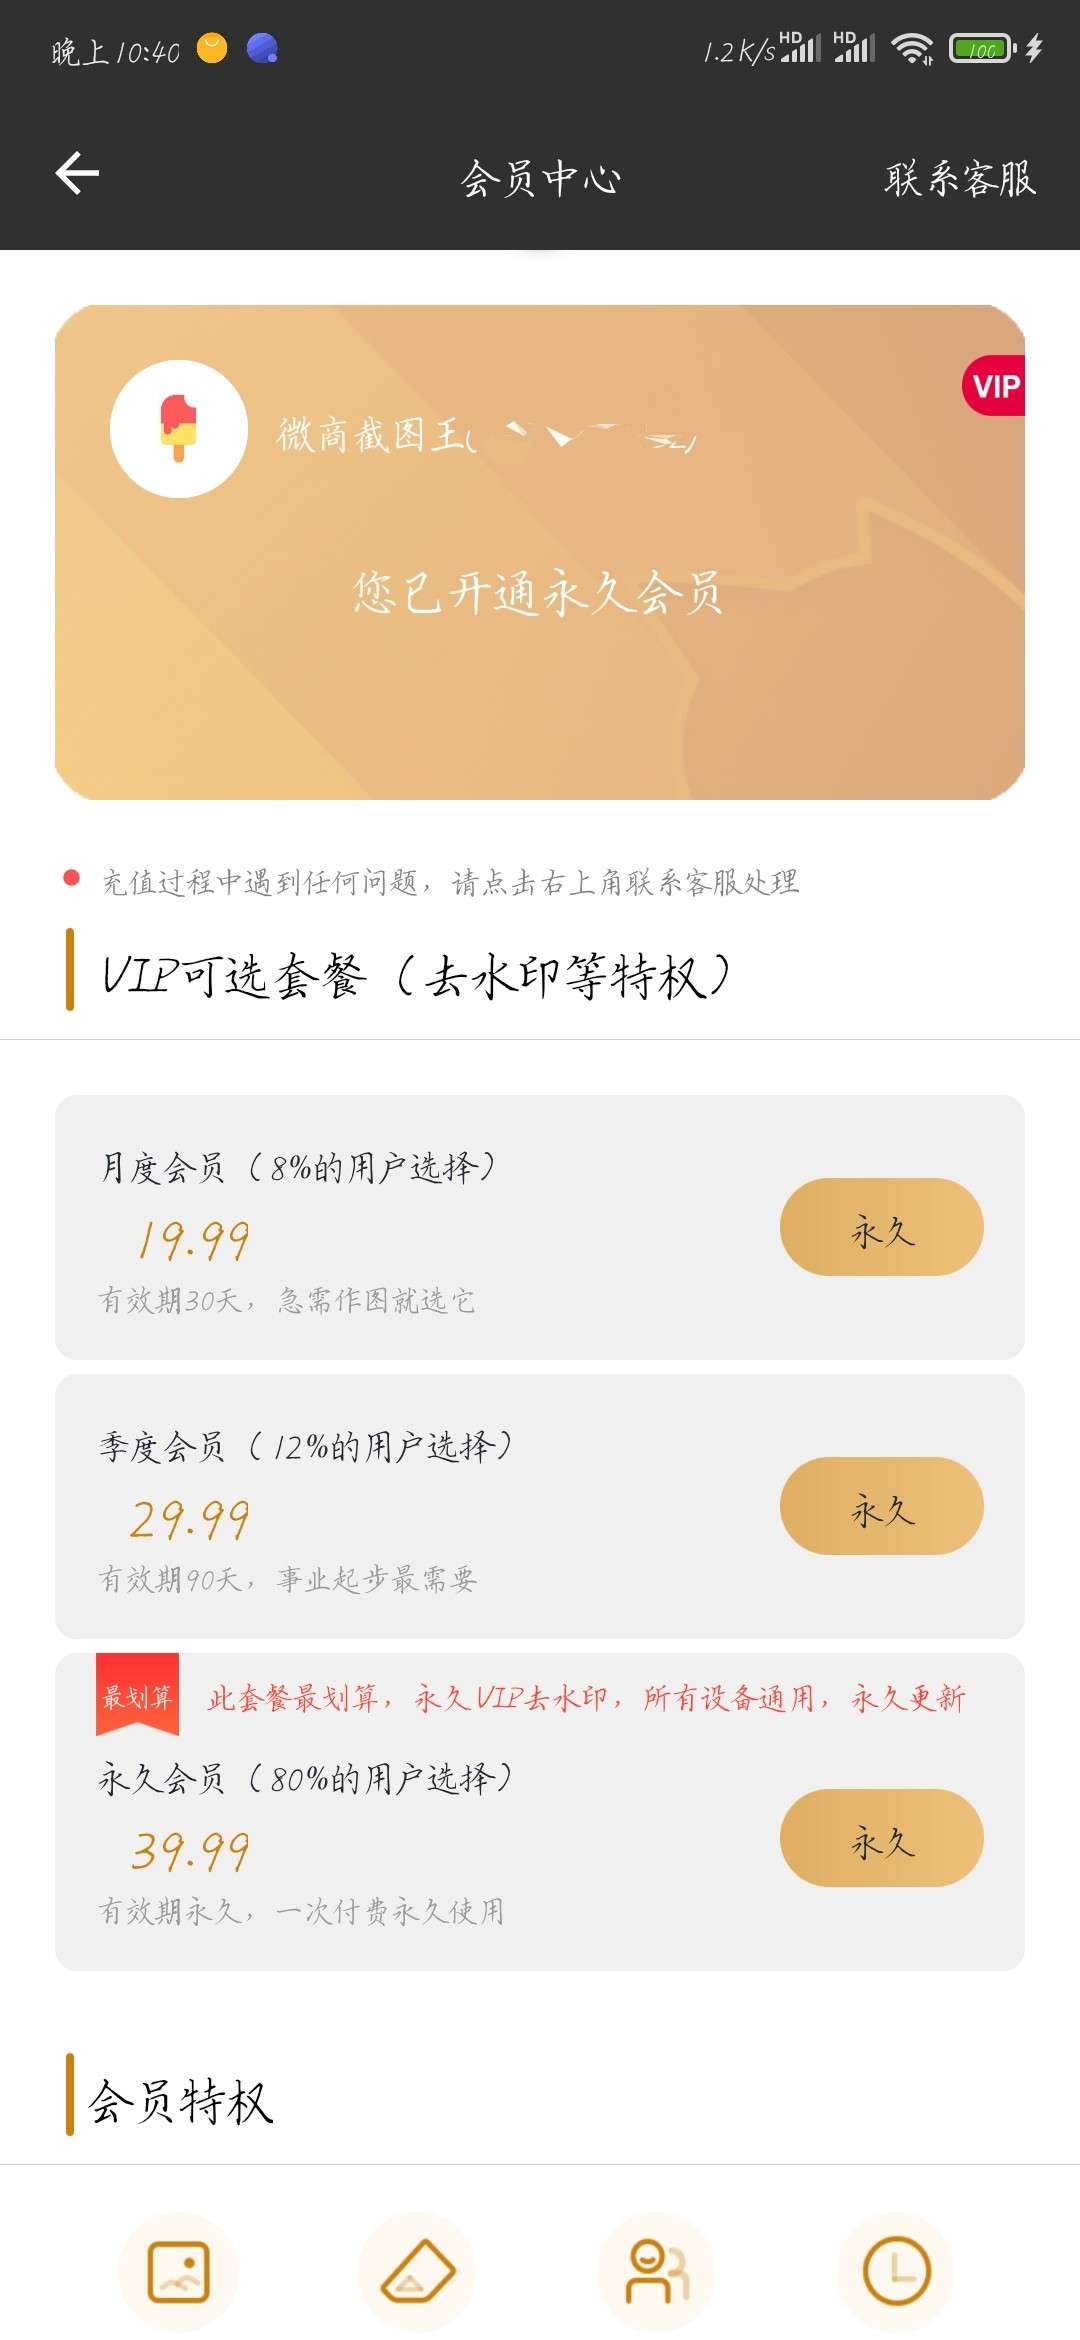 晚上10:40
1.2K/s HD HD 100
会员中心
联系客服
VIP
微商截图王(
您已开通永久会员
充值过程中遇到任何问题，请点击右上角联系客服处理
VIP可选套餐（去水印等特权）
月度会员（8%的用户选择）
19.99
永久
有效期30天，急需作图就选它
季度会员（12%的用户选择）
29.99
永久
有效期90天，事业起步最需要
最划算
此套餐最划算，永久VIP去水印，所有设备通用，永久更新
永久会员（80%的用户选择）
39.99
永久
有效期永久，一次付费永久使用
会员特权